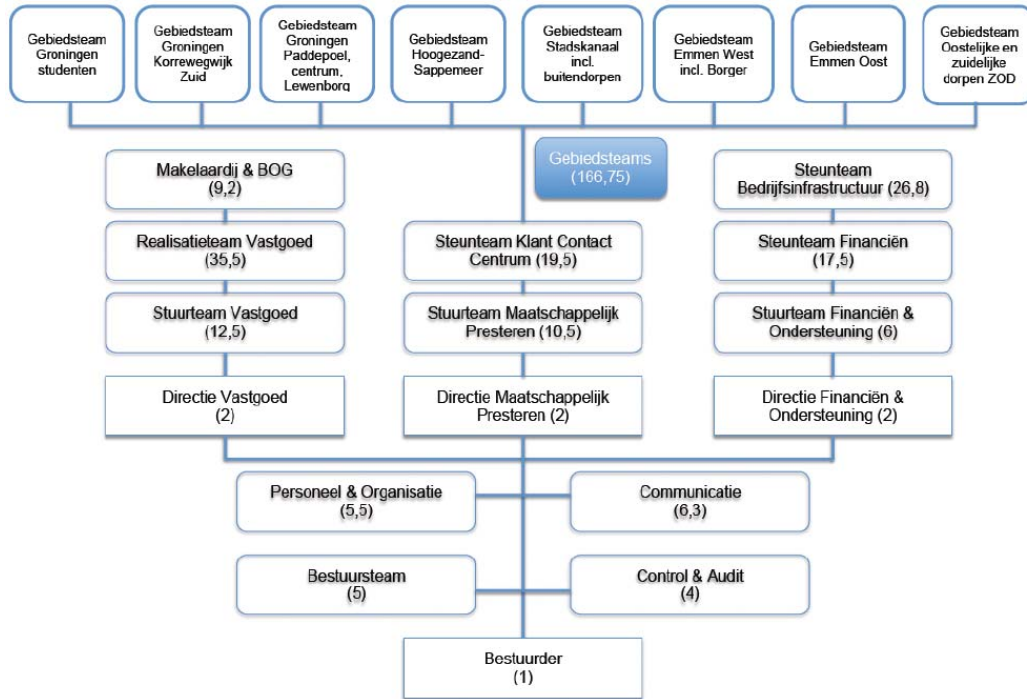 Gebiedsteam
Groningen
studenten
Gebiedsteam
Groningen
Korrewegwijk
Zuid
Gebiedsteam
Groningen
Paddepoel,
centrum,
Lewenborg
Gebiedsteam
Hoogezand-
Sappemeer
Gebiedsteam
Stadskanaal
incl.
buitendorpen
Gebiedsteam
Emmen West
incl. Borger
Gebiedsteam
Emmen Oost
Gebiedsteam
Oostelijke en
zuidelijke
dorpen ZOD
Gebiedsteams
(166,75)
Makelaardij & BOG
(9,2)
Steunteam
Bedrijfsinfrastructuur (26,8)
Realisatieteam Vastgoed
(35,5)
Steunteam Klant Contact
Centrum (19,5)
Steunteam Financiën
(17,5)
Stuurteam Vastgoed
(12,5)
Stuurteam Maatschappelijk
Presteren (10,5)
Stuurteam Financiën &
Ondersteuning (6)
Directie Vastgoed
(2)
Directie Maatschappelijk
Presteren (2)
Directie Financiën &
Ondersteuning (2)
Personeel & Organisatie
(5,5)
Communicatie
(6,3)
Bestuursteam
(5)
Control & Audit
(4)
Bestuurder
(1)